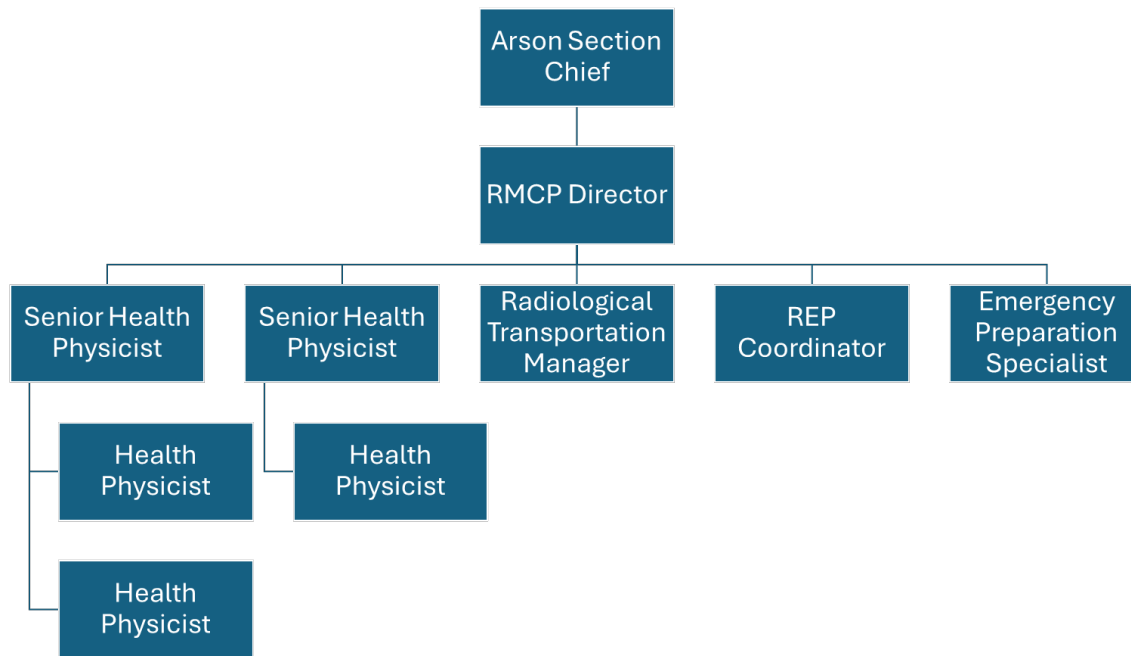 Arson Section
Chief
RMCP Director
Senior Health
Physicist
Senior Health
Physicist
Radiological
Transportation
Manager
REP
Coordinator
Emergency
Preparation
Specialist
Health
Physicist
Health
Physicist
Health
Physicist